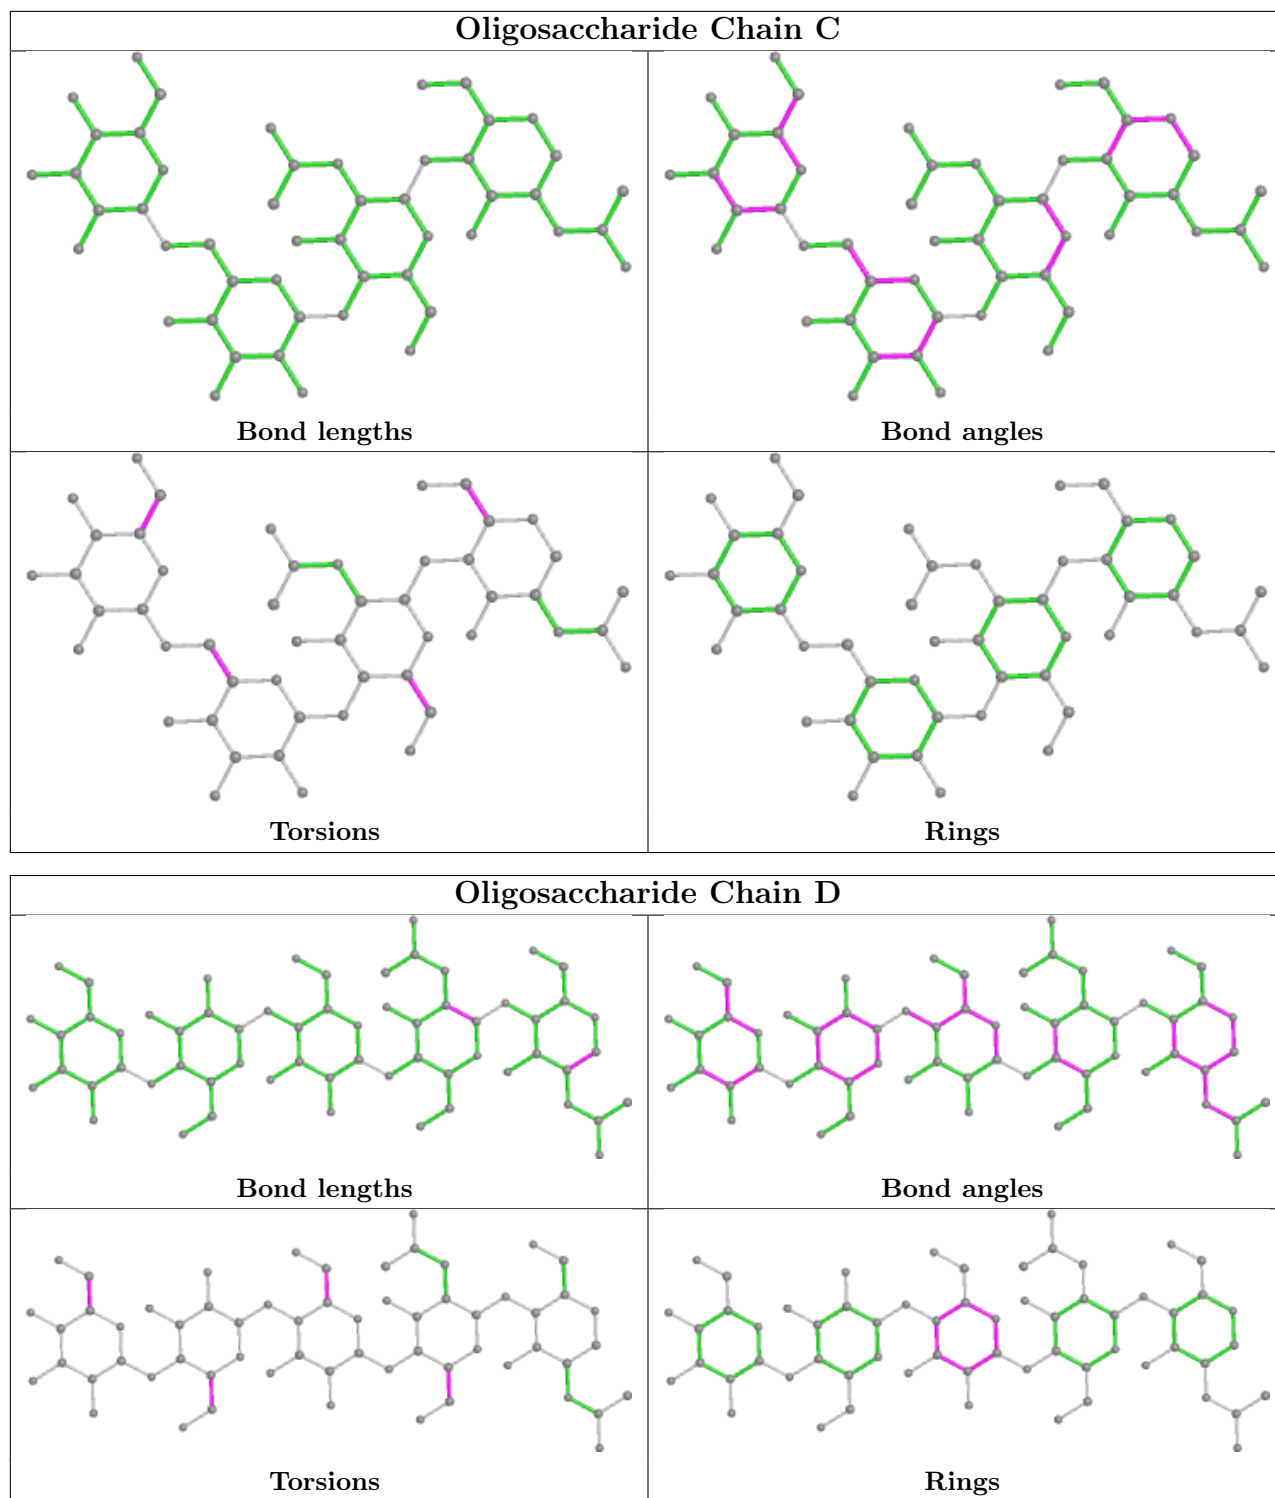 Oligosaccharide Chain C
Bond lengths
Bond angles
Torsions
Rings
Oligosaccharide Chain D
Bond lengths
Bond angles
Torsions
Rings